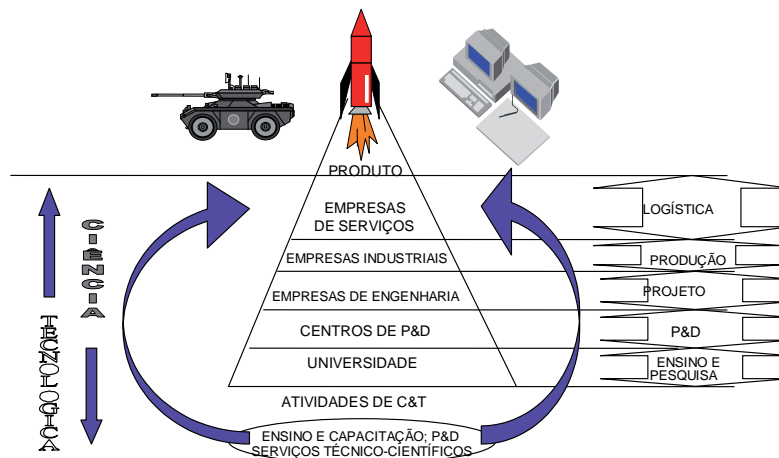 PRODUTO
EMPRESAS
DE SERVIÇOS
LOGÍSTICA
CIÊNCIA
EMPRESAS INDUSTRIAIS
PRODUÇÃO
EMPRESAS DE ENGENHARIA
PROJETO
CENTROS DE P&D
P&D
UNIVERSIDADE
ENSINO E
PESQUISA
ATIVIDADES DE C&T
ENSINO E CAPACITAÇÃO; P&D
SERVIÇOS TÉCNICO-CIENTÍFICOS